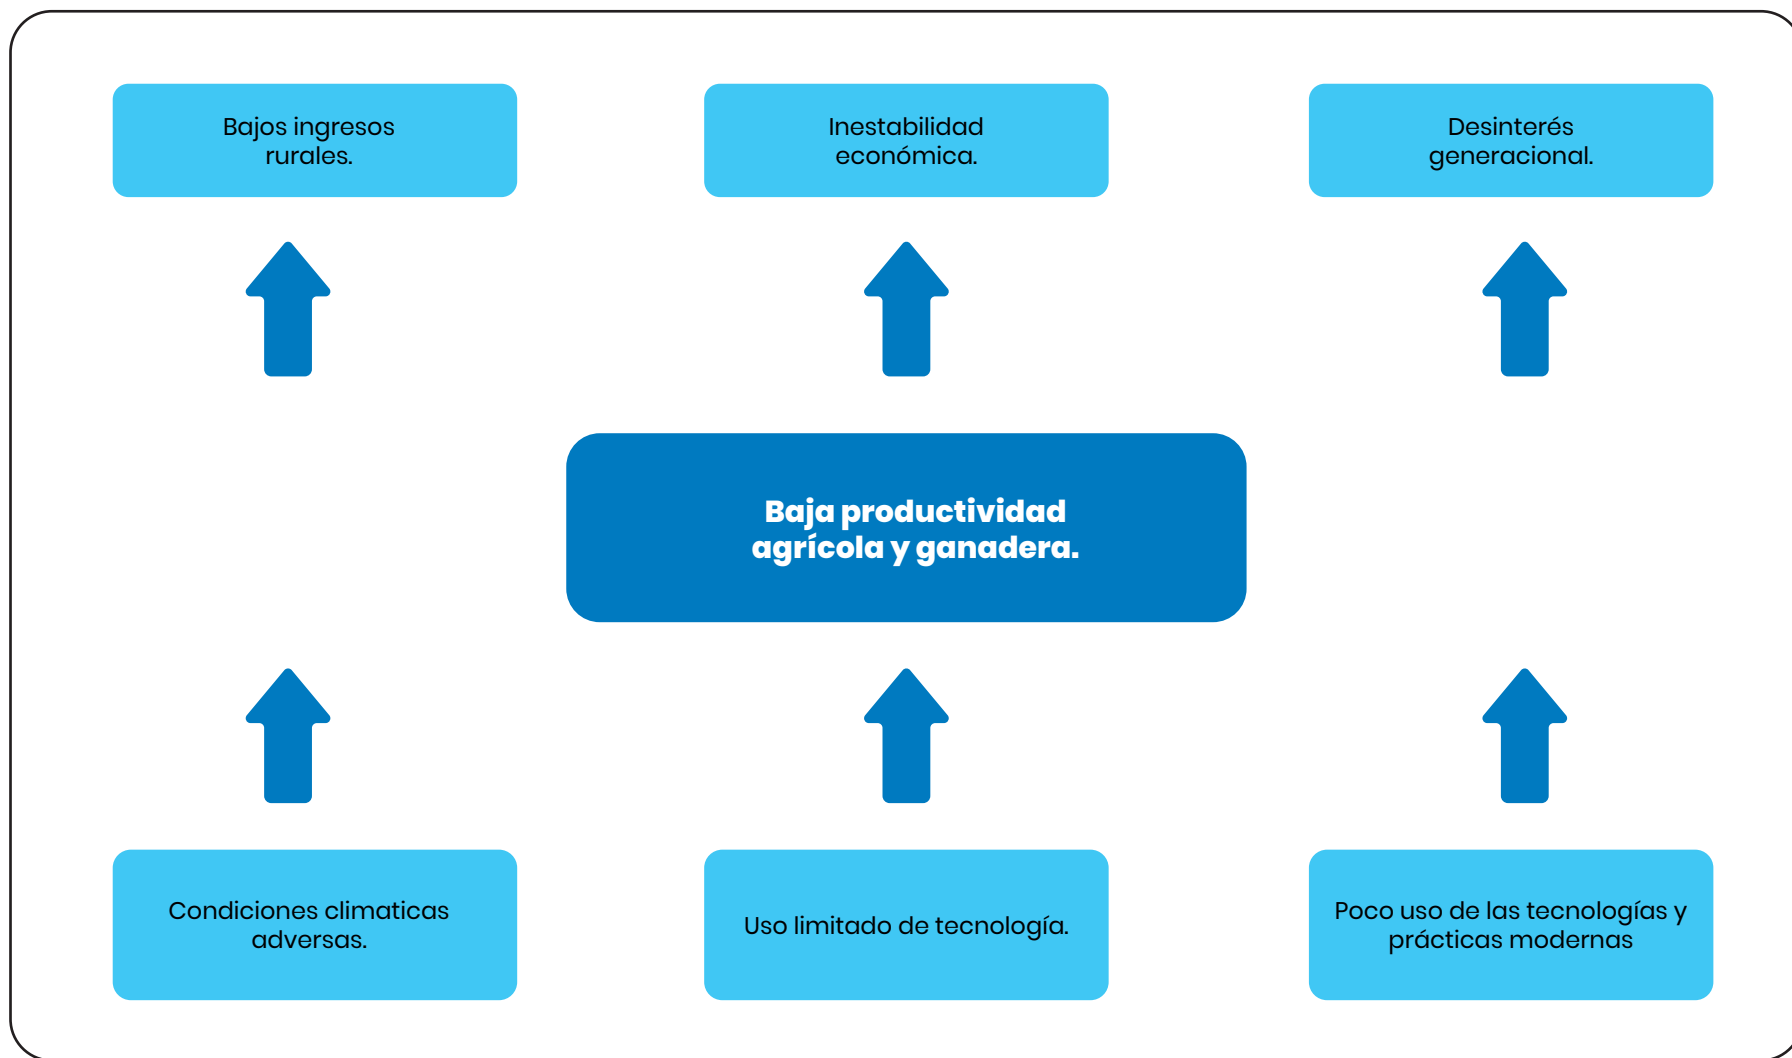 Bajos ingresos
rurales.
Inestabilidad
económica.
Desinterés
generacional.
Baja productividad
agrícola y ganadera.
Condiciones climaticas
adversas.
Uso limitado de tecnología.
Poco uso de las tecnologías y
prácticas modernas